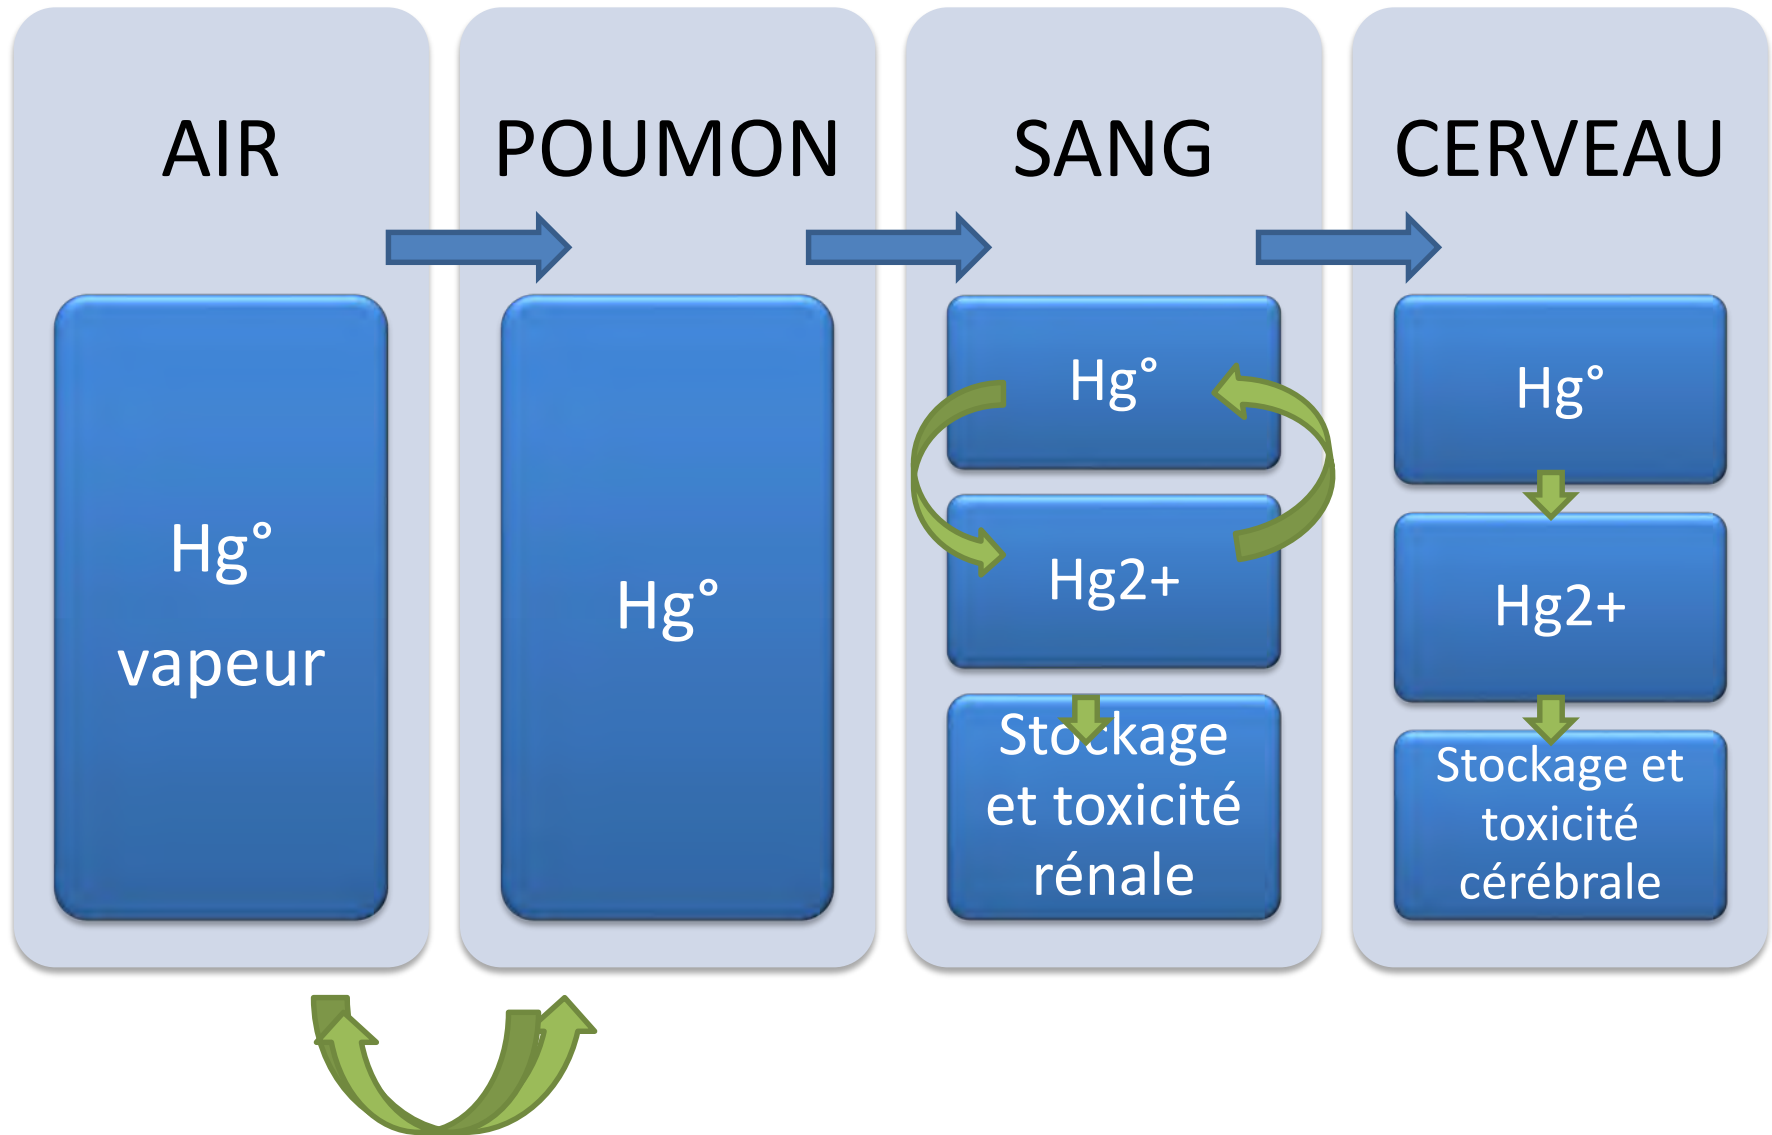 AIR
Hg°
vapeur
POUMON
Hg°
SANG
Hg°
Hg2+
Stockage
et toxicité
rénale
CERVEAU
Hg°
Hg2+
Stockage et
toxicité
cérébrale